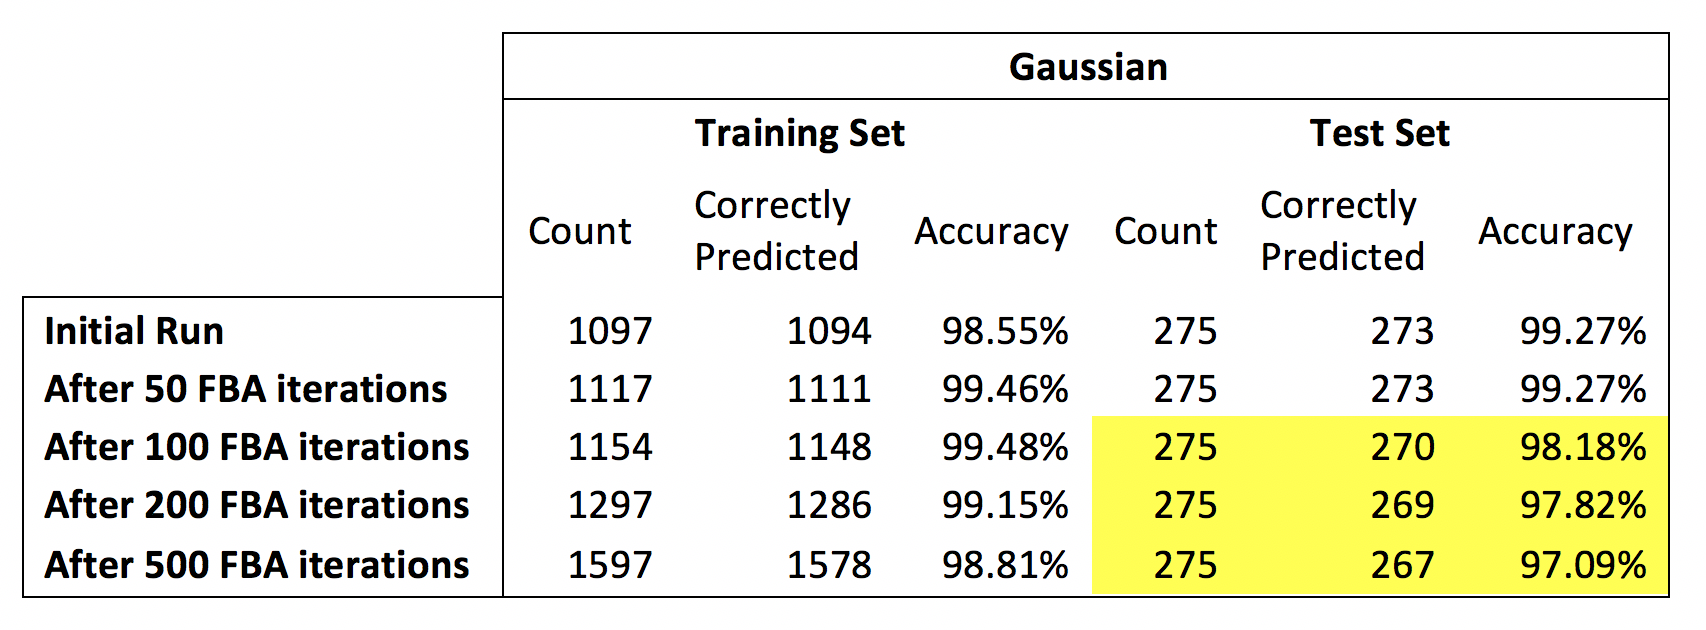 Gaussian
Training Set Test Set
Count Correctly Predicted Accuracy Count Correctly Predicted Accuracy
Initial Run 1097 1094 98.55% 275 273 99.27%
After 50 FBA iterations 1117 1111 99.46% 275 273 99.27%
After 100 FBA iterations 1154 1148 99.48% 275 270 98.18%
After 200 FBA iterations 1297 1286 99.15% 275 269 97.82%
After 500 FBA iterations 1597 1578 98.81% 275 267 97.09%